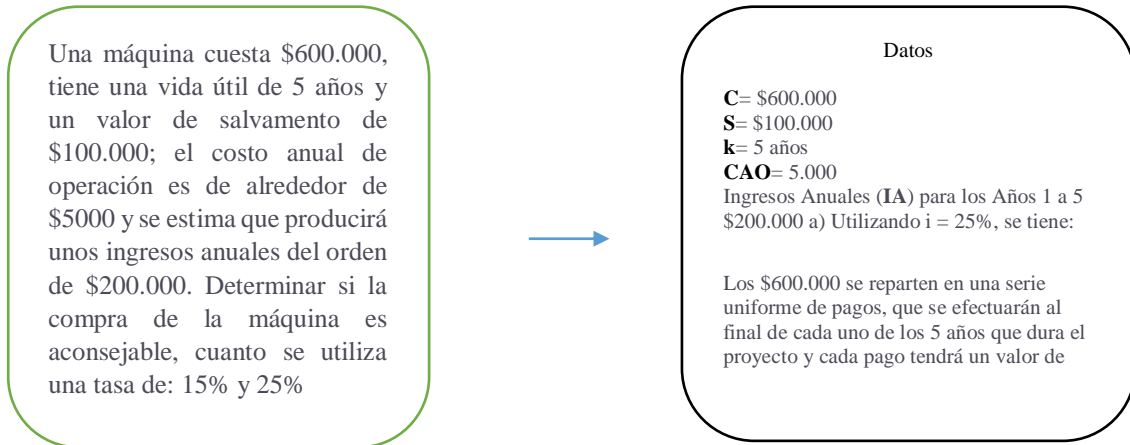 Una máquina cuesta $600.000,
tiene una vida útil de 5 años y
un valor de salvamento de
$100.000; el costo anual de
operación es de alrededor de
$5000 y se estima que producirá
unos ingresos anuales del orden
de $200.000. Determinar si la
compra de la máquina es
aconsejable, cuanto se utiliza
una tasa de: 15% y 25%
Datos
C= $600.000
S= $100.000
k= 5 años
CAO= 5.000
Ingresos Anuales (IA) para los Años 1 a 5
$200.000 a) Utilizando i = 25%, se tiene:
Los $600.000 se reparten en una serie
uniforme de pagos, que se efectuarán al
final de cada uno de los 5 años que dura el
proyecto y cada pago tendrá un valor de